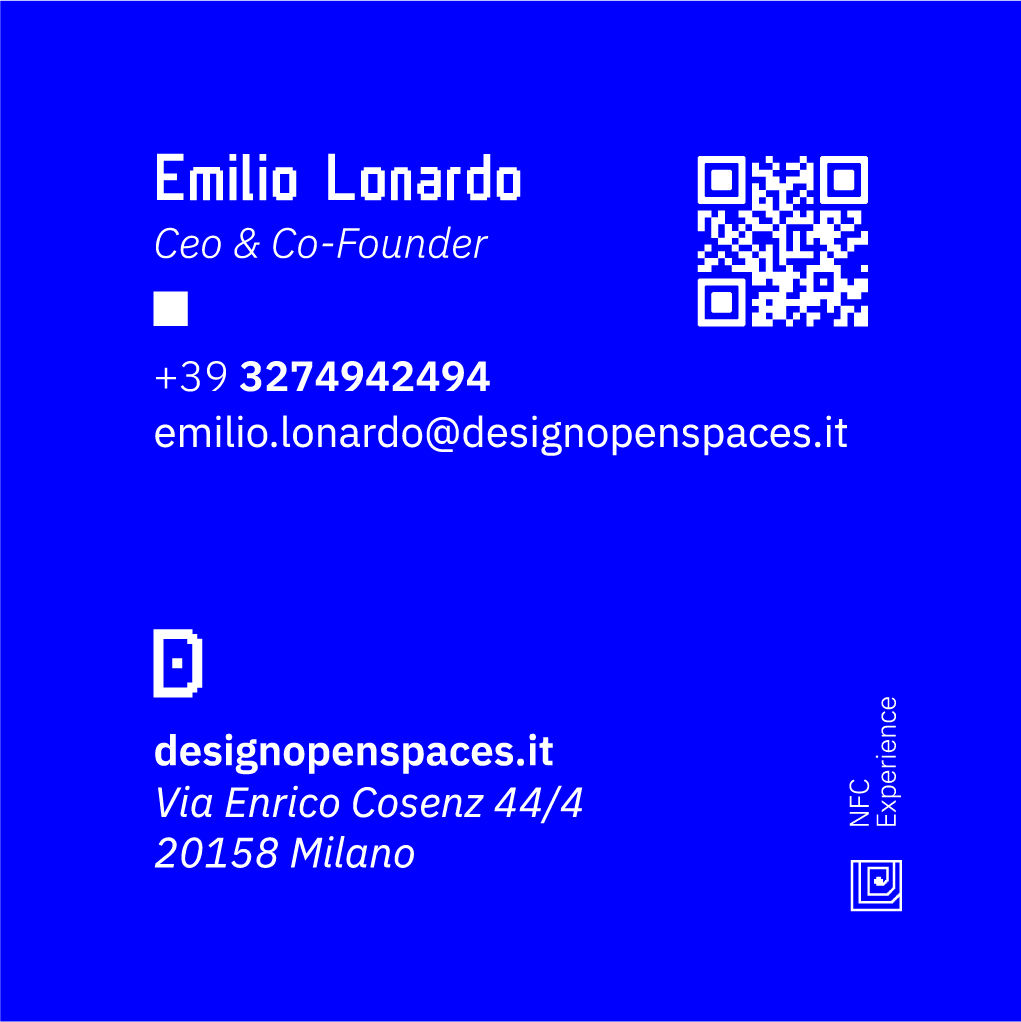 Emilio Lonardo
Ceo & Co-Founder
+39 3274942494
emilio.lonardo@designopenspaces.it
D
designopenspaces.it
Via Enrico Cosenz 44/4
20158 Milano
NFC
Experience